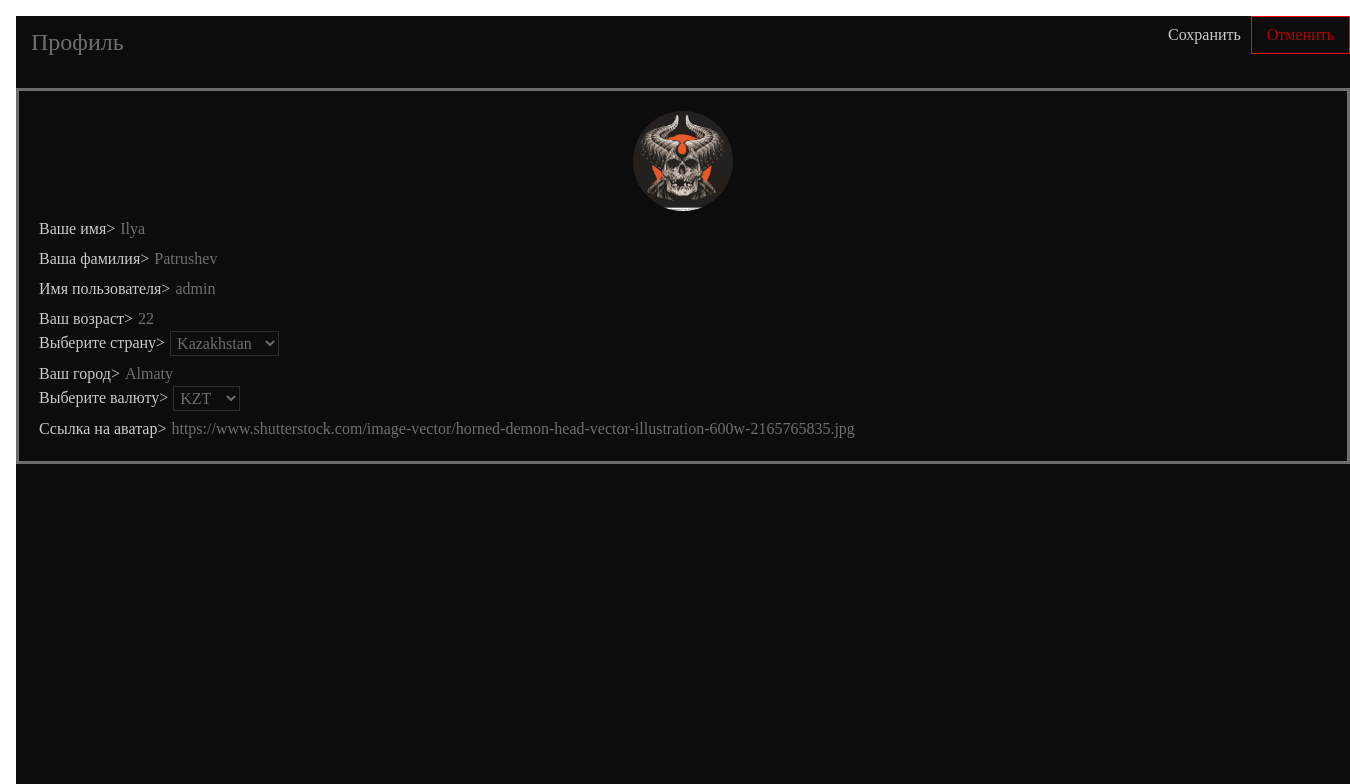 Профиль
Сохранить
Отменить
Ваше имя> Ilya
Ваша фамилия> Patrushev
Имя пользователя> admin
Ваш возраст> 22
Выберите страну> Kazakhstan
Ваш город> Almaty
Выберите валюту> KZT
Ссылка на аватар> https://www.shutterstock.com/image-vector/horned-demon-head-vector-illustration-600w-2165765835.jpg